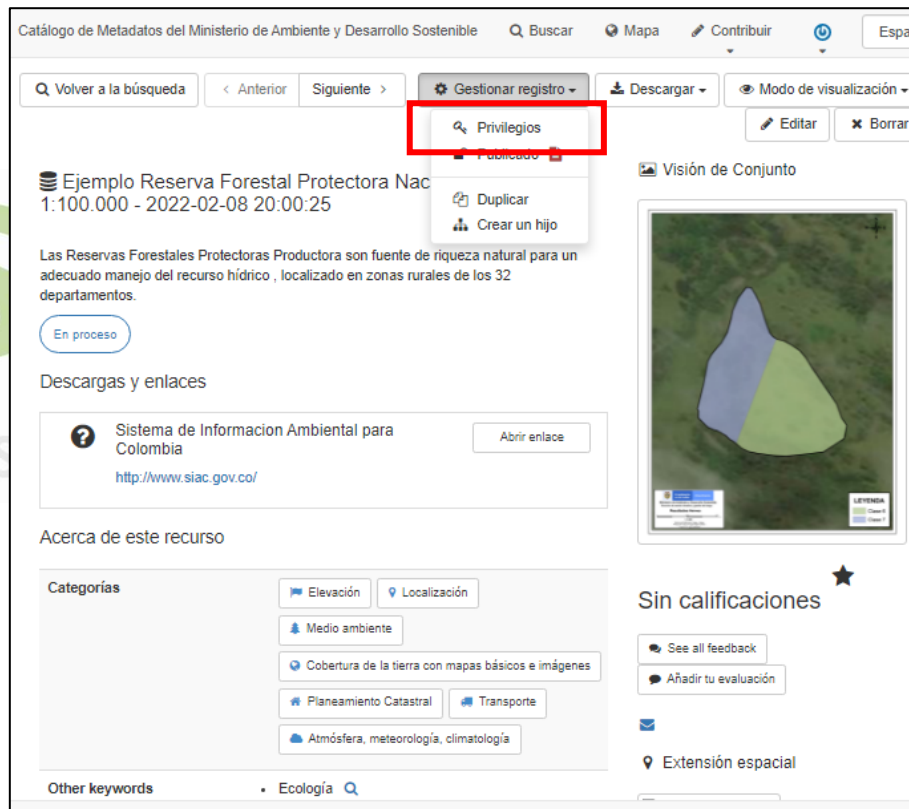 Catálogo de Metadatos del Ministerio de Ambiente y Desarrollo Sostenible Buscar Mapa Contribuir Espa
Volver a la búsqueda < Anterior Siguiente > Gestionar registro Descargar Modo de visualización
Privilegios
Publicado
Duplicar
Crear un hijo
Editar Borrar
Ejemplo Reserva Forestal Protectora Nac
1:100.000 - 2022-02-08 20:00:25
Las Reservas Forestales Protectoras Productora son fuente de riqueza natural para un
adecuado manejo del recurso hídrico , localizado en zonas rurales de los 32
departamentos.
En proceso
Descargas y enlaces
Sistema de Informacion Ambiental para
Colombia
Abrir enlace
http://www.siac.gov.co/
Acerca de este recurso
Categorías
Elevación Localización
Medio ambiente
Cobertura de la tierra con mapas básicos e imágenes
Planeamiento Catastral Transporte
Atmósfera, meteorología, climatología
Other keywords • Ecología
Visión de Conjunto
LEYENDA
Sin calificaciones
See all feedback
Añadir tu evaluación
Extensión espacial